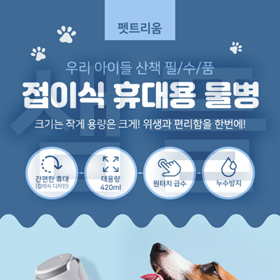 펫트리움
우리 아이들 산책 필/수/품
접이식 휴대용 물병
크기는 작게 용량은 크게! 위생과 편리함을 한번에!
간편한 휴대
(접이식 디자인)
대용량
420ml
원터치 급수
누수방지